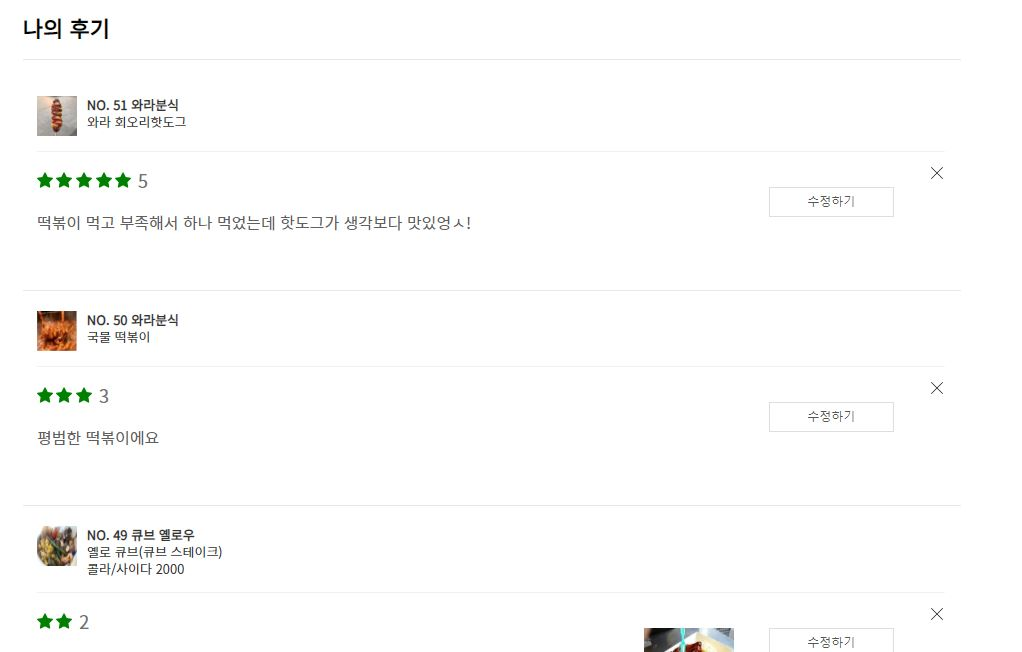 나의 후기
NO. 51 와라분식
와라 회오리핫도그
5
떡볶이 먹고 부족해서 하나 먹었는데 핫도그가 생각보다 맛있엉ㅅ!
수정하기
NO. 50 와라분식
국물 떡볶이
3
평범한 떡볶이에요
수정하기
NO. 49 큐브 옐로우
옐로 큐브(큐브 스테이크)
콜라/사이다 2000
2
수정하기